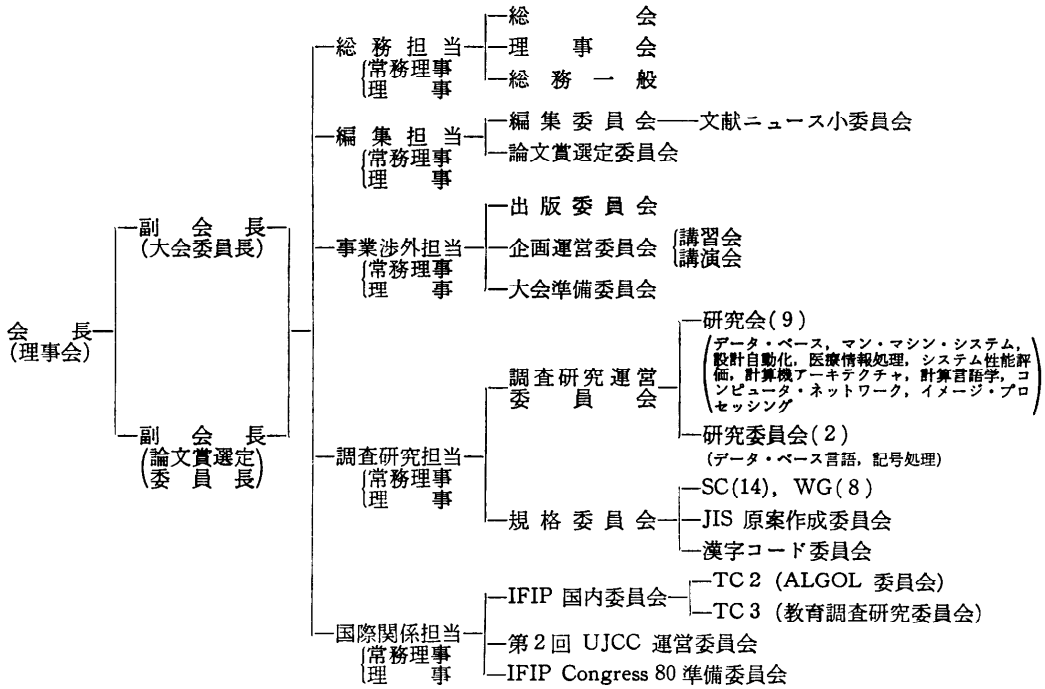 会長
(理事会)
副会長
(大会委員長)
副会長
(論文賞選定
委員長)
総務担当
常務理事
理事
総会
理事会
総務一般
編集担当
常務理事
理事
編集委員会
文献ニュース小委員会
論文賞選定委員会
事業渉外担当
常務理事
理事
出版委員会
企画運営委員会
講習会
講演会
大会準備委員会
調査研究担当
常務理事
理事
調査研究運営
委員会
研究会(9)
(データ・ベース, マン・マシン・システム,
設計自動化, 医療情報処理, システム性能評
価, 計算機アーキテクチャ, 計算言語学, コ
ンピュータ・ネットワーク, イメージ・プロ
セッシング)
研究委員会(2)
(データ・ベース言語, 記号処理)
規格委員会
SC(14), WG(8)
JIS 原案作成委員会
漢字コード委員会
国際関係担当
常務理事
理事
IFIP 国内委員会
TC 2 (ALGOL 委員会)
TC 3 (教育調査研究委員会)
第2回 UJCC 運営委員会
IFIP Congress 80 準備委員会